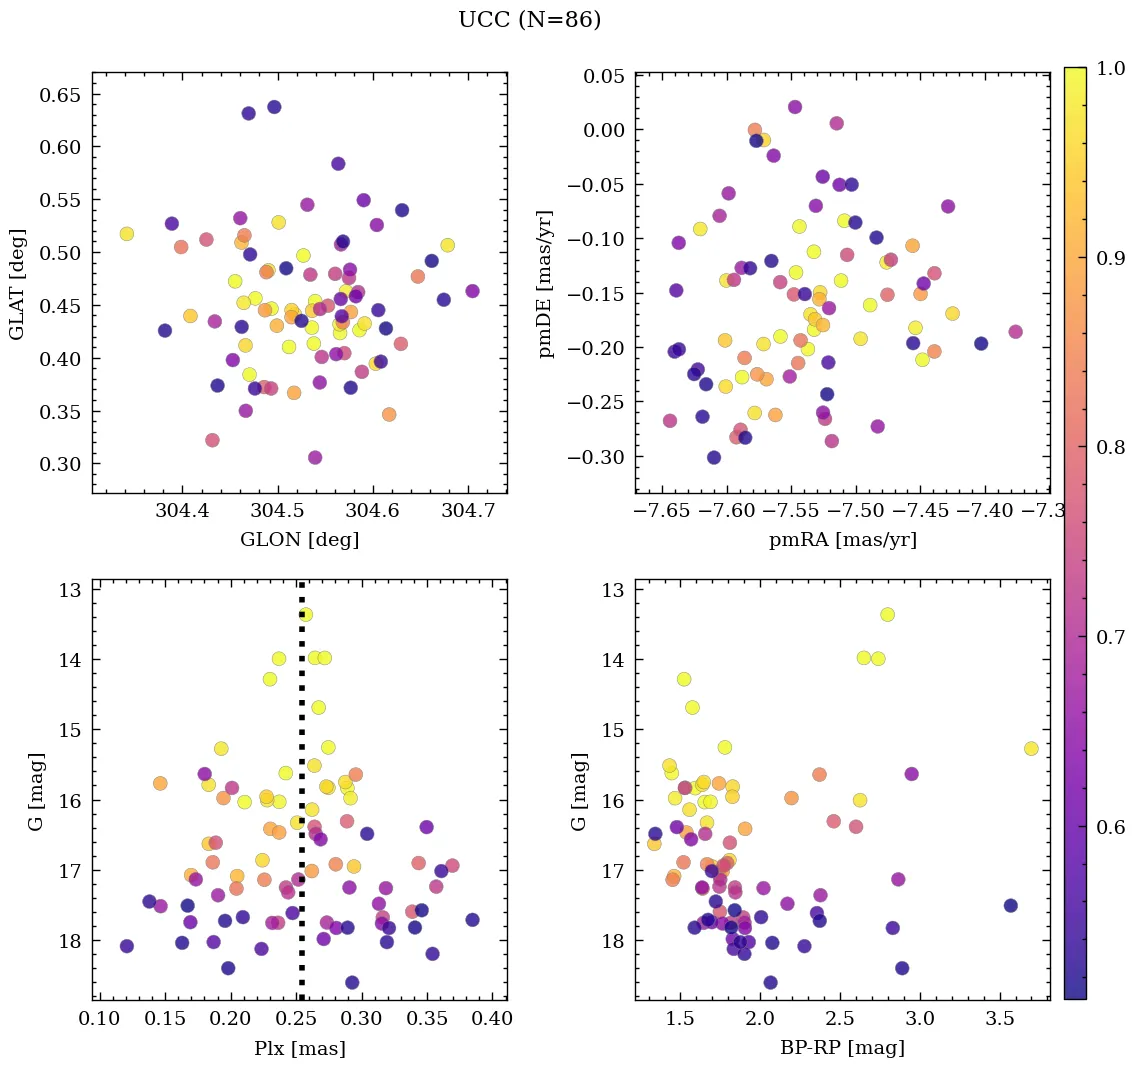 UCC (N=86)
0.65
0.60
0.55
0.50
0.45
0.40
0.35
0.30
GLAT [deg]
304.4 304.5 304.6 304.7
GLON [deg]
0.05
0.00
−0.05
−0.10
−0.15
−0.20
−0.25
−0.30
pmDE [mas/yr]
−7.65 −7.60 −7.55 −7.50 −7.45 −7.40 −7.3
pmRA [mas/yr]
13
14
15
16
17
18
G [mag]
0.10 0.15 0.20 0.25 0.30 0.35 0.40
Plx [mas]
13
14
15
16
17
18
G [mag]
1.5 2.0 2.5 3.0 3.5
BP-RP [mag]
1.0
0.9
0.8
0.7
0.6